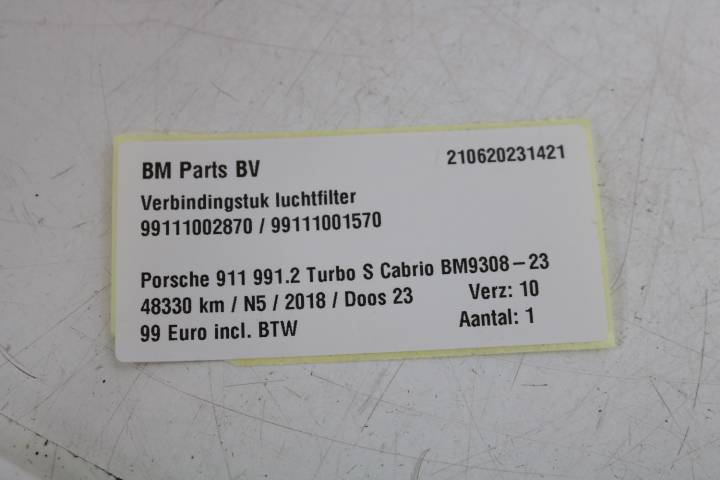 BM Parts BV 210620231421
Verbindingstuk luchtfilter
99111002870 / 99111001570
Porsche 911 991.2 Turbo S Cabrio BM9308-23
48330 km / N5 / 2018 / Doos 23 Verz: 10
99 Euro incl. BTW Aantal: 1